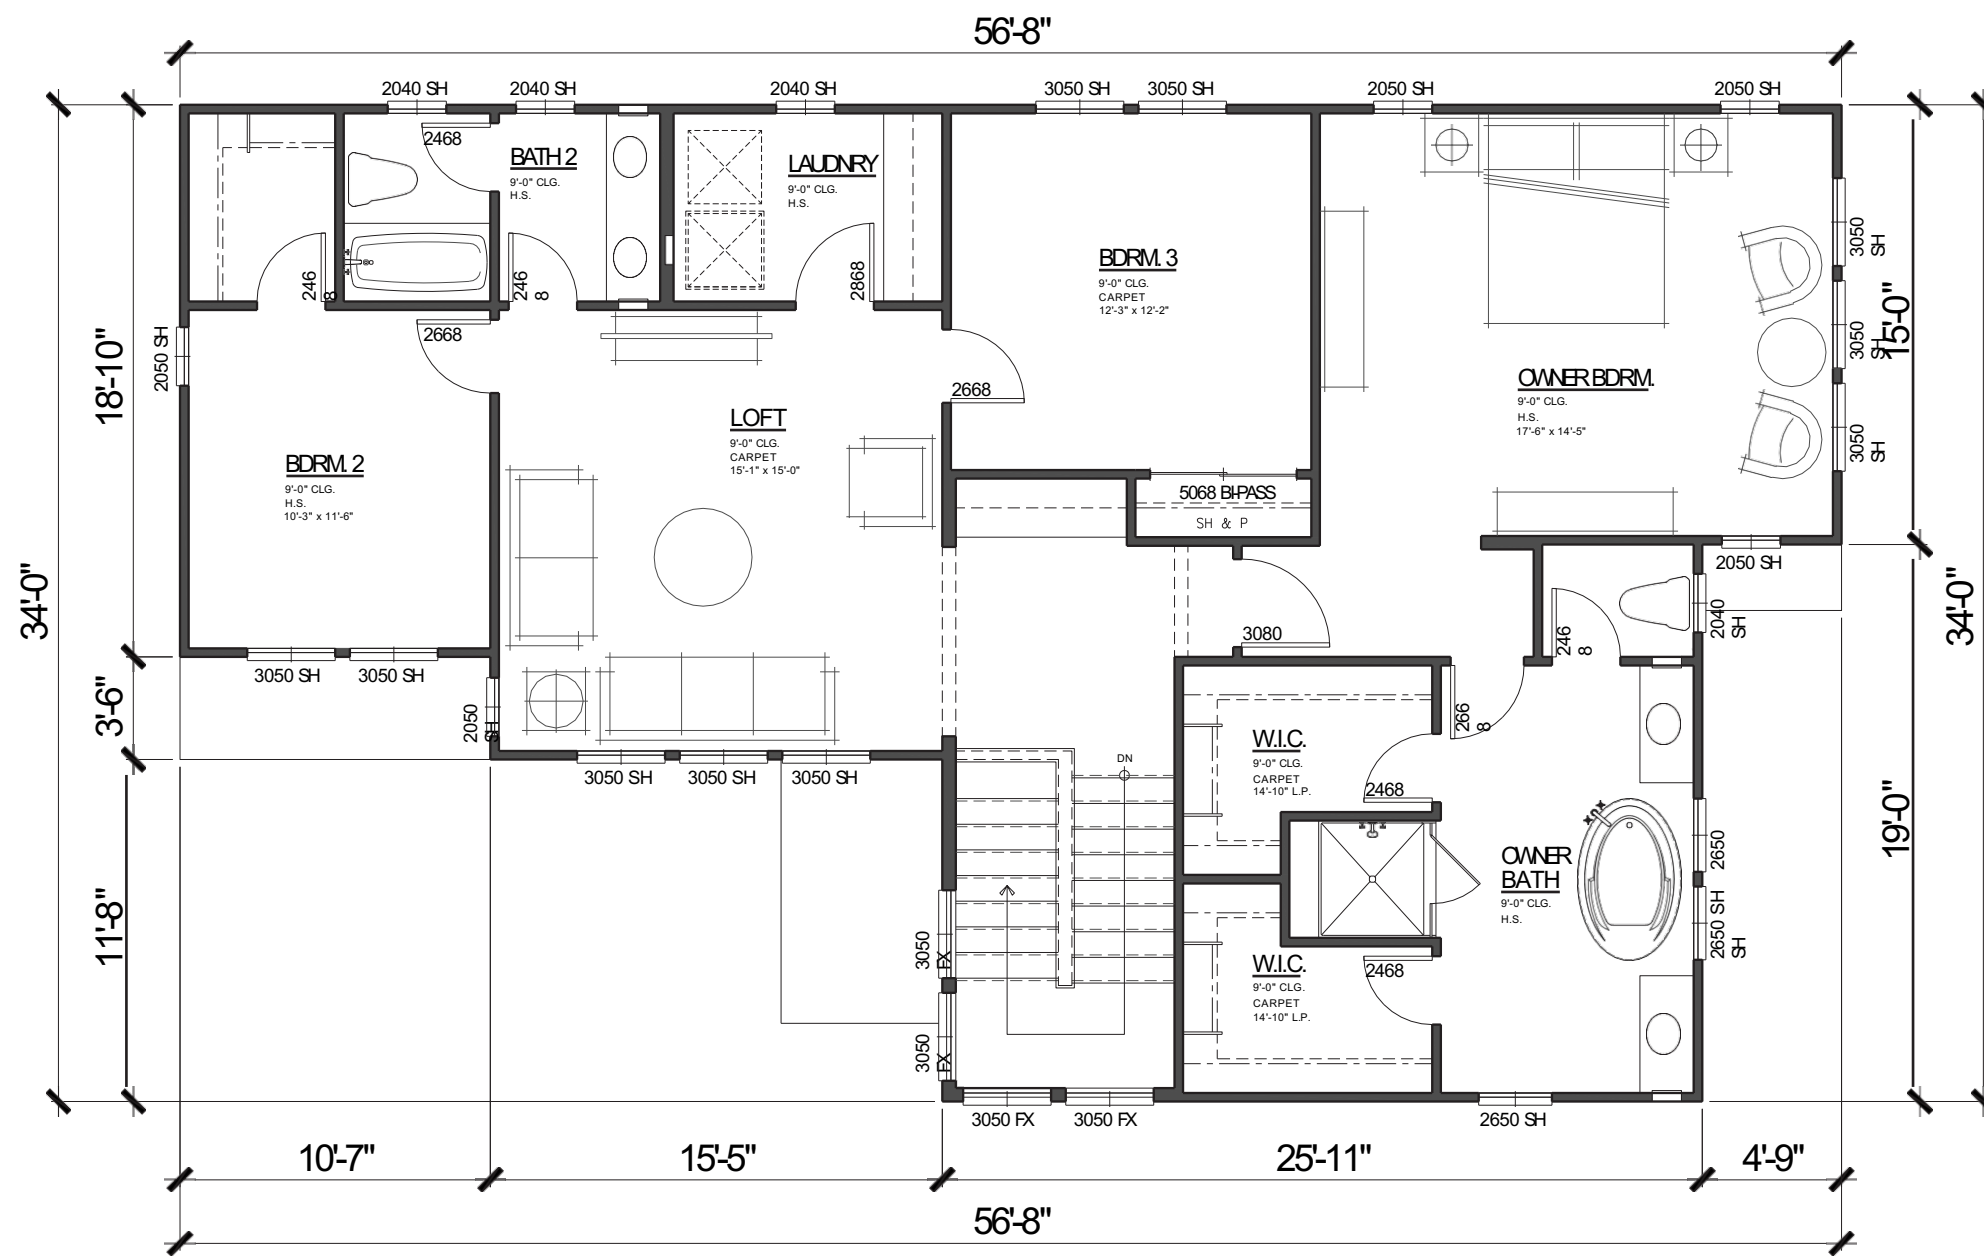 56'-8"
2040 SH
2040 SH
2040 SH
3050 SH
3050 SH
2050 SH
2050 SH
2468
BATH 2
9'-0" CLG.
H.S.
LAUDNRY
9'-0" CLG.
H.S.
246
8
246
8
2868
BDRM. 3
9'-0" CLG.
CARPET
12'-3" x 12'-2"
3050
SH
3050
SH
3050
SH
15'-0"
18'-10"
2050 SH
2668
2668
LOFT
9'-0" CLG.
CARPET
15'-1" x 15'-0"
OWNER BDRM.
9'-0" CLG.
H.S.
17'-6" x 14'-5"
BDRM. 2
9'-0" CLG.
H.S.
10'-3" x 11'-6"
5068 BI-PASS
SH & P
2050 SH
34'-0"
34'-0"
2040
SH
246
8
3080
3050 SH
3050 SH
3'-6"
2050
SH
266
8
W.I.C.
9'-0" CLG.
CARPET
14'-10" L.P.
2468
DN
3050 SH
3050 SH
3050 SH
19'-0"
2650
SH
2650 SH
OWNER
BATH
9'-0" CLG.
H.S.
11'-8"
3050
FX
3050
FX
W.I.C.
9'-0" CLG.
CARPET
14'-10" L.P.
2468
3050 FX
3050 FX
2650 SH
10'-7"
15'-5"
25'-11"
4'-9"
56'-8"